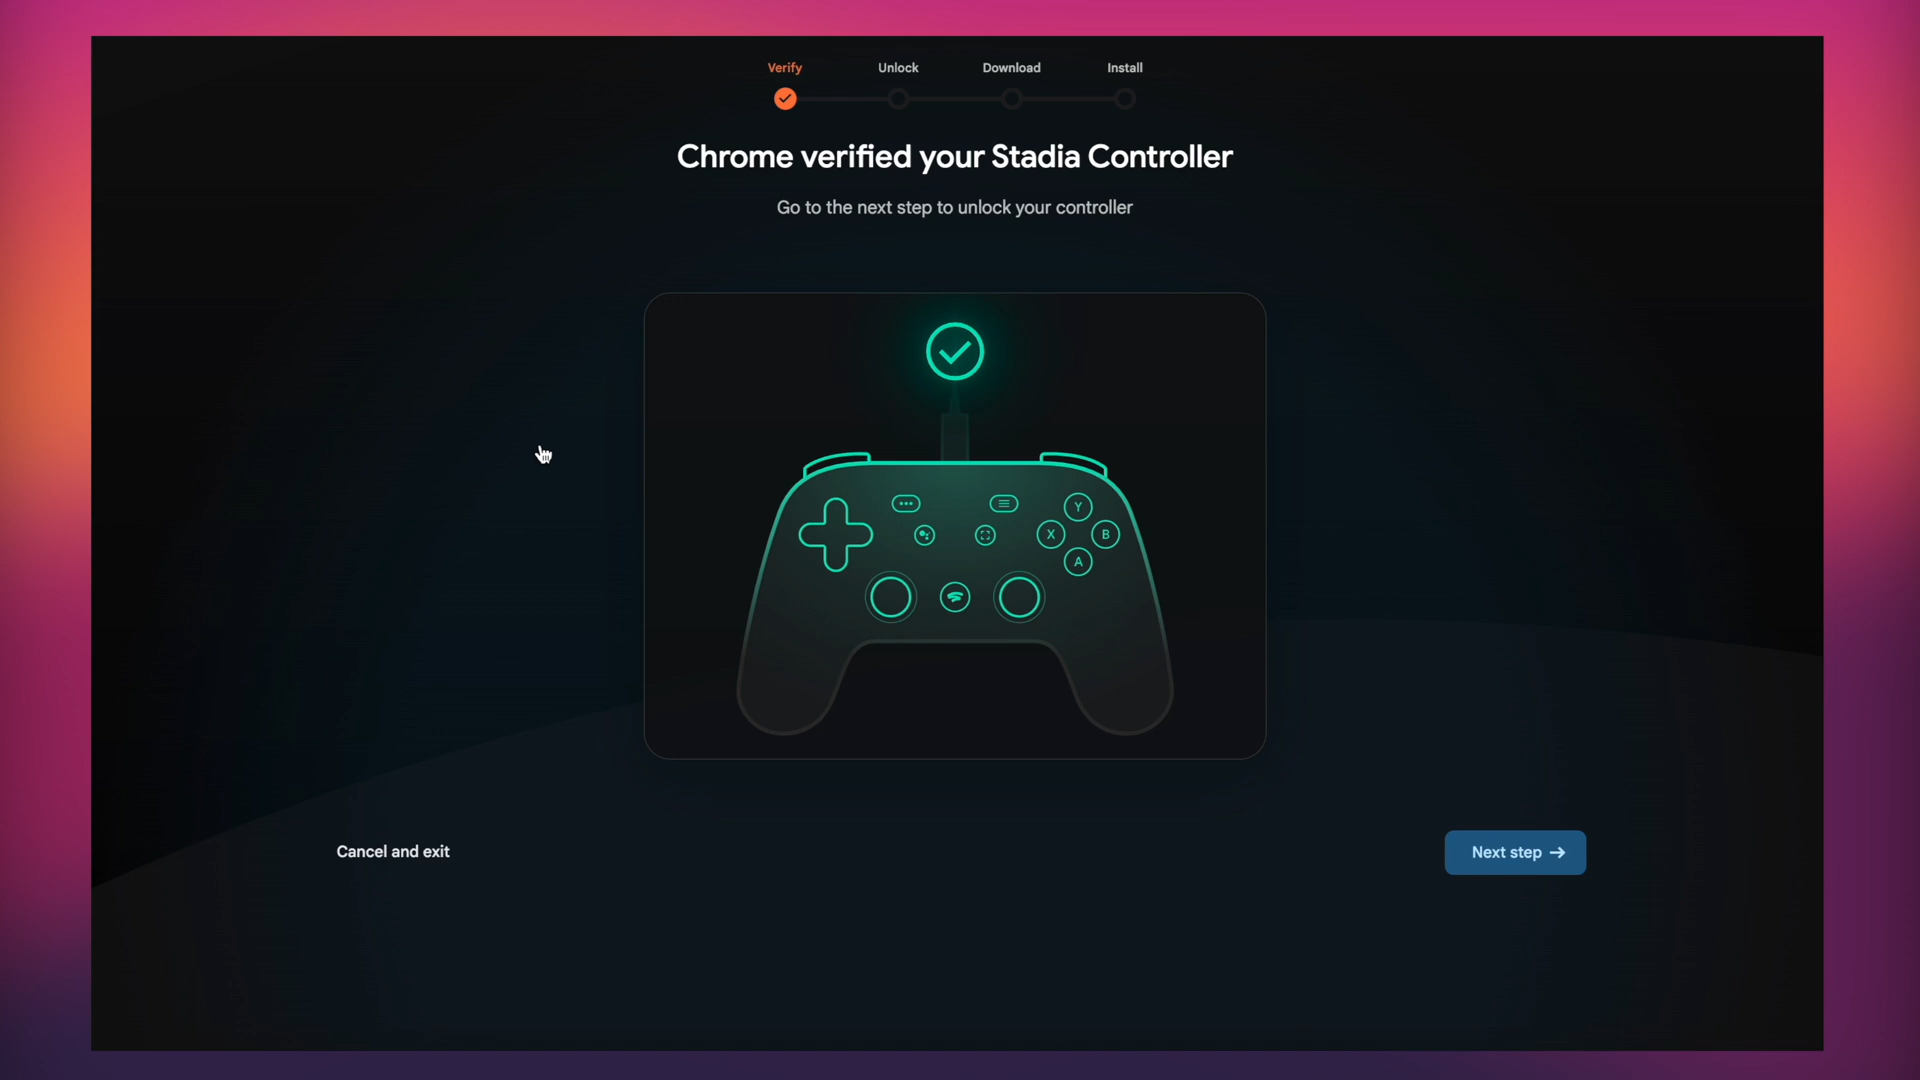 Verify Unlock Download Install
Chrome verified your Stadia Controller
Go to the next step to unlock your controller
Y
X B
A
Cancel and exit
Next step →